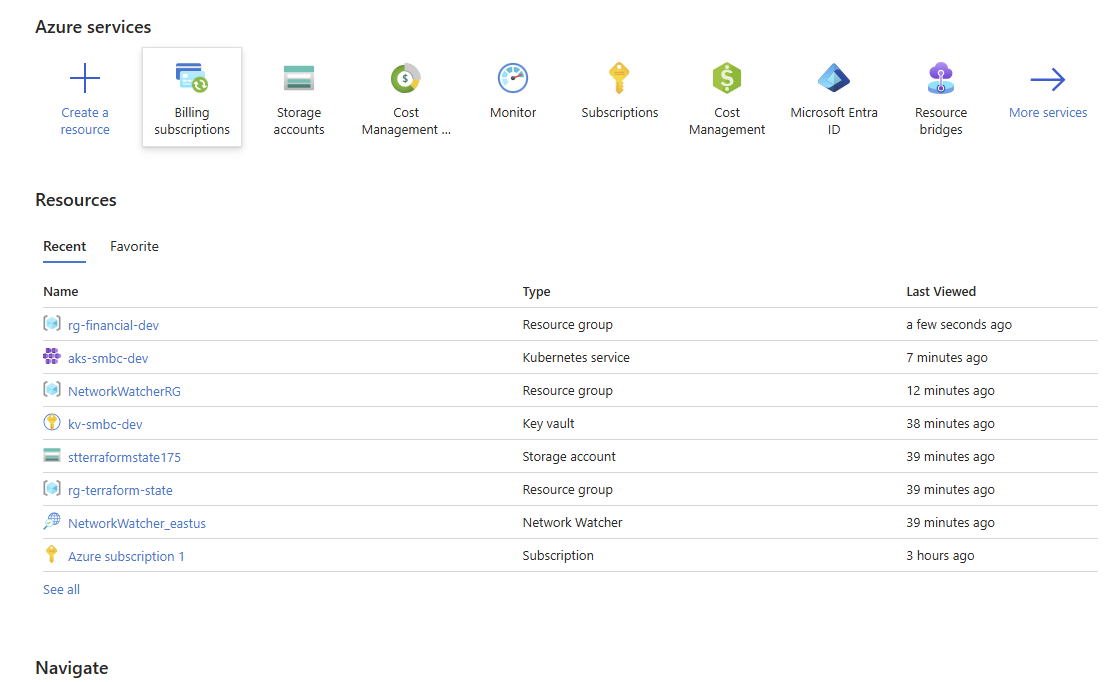 Azure services
Create a
resource
Billing
subscriptions
Storage
accounts
Cost
Management ...
Monitor
Subscriptions
Cost
Management
Microsoft Entra
ID
Resource
bridges
More services
Resources
Recent Favorite
Name Type Last Viewed
rg-financial-dev Resource group a few seconds ago
aks-smbc-dev Kubernetes service 7 minutes ago
NetworkWatcherRG Resource group 12 minutes ago
kv-smbc-dev Key vault 38 minutes ago
stterraformstate175 Storage account 39 minutes ago
rg-terraform-state Resource group 39 minutes ago
NetworkWatcher_eastus Network Watcher 39 minutes ago
Azure subscription 1 Subscription 3 hours ago
See all
Navigate